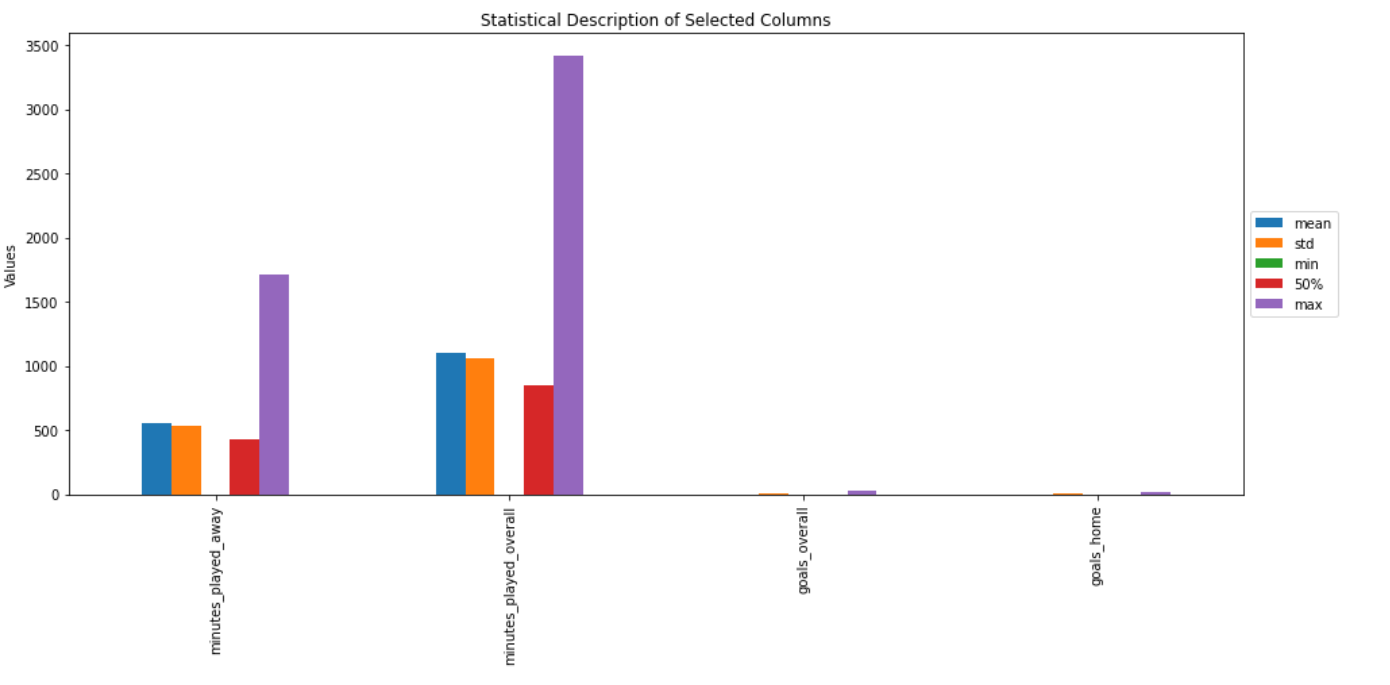 Statistical Description of Selected Columns
3500
3000
2500
2000
1500
1000
500
0
Values
minutes_played_away
minutes_played_overall
goals_overall
goals_home
mean
std
min
50%
max